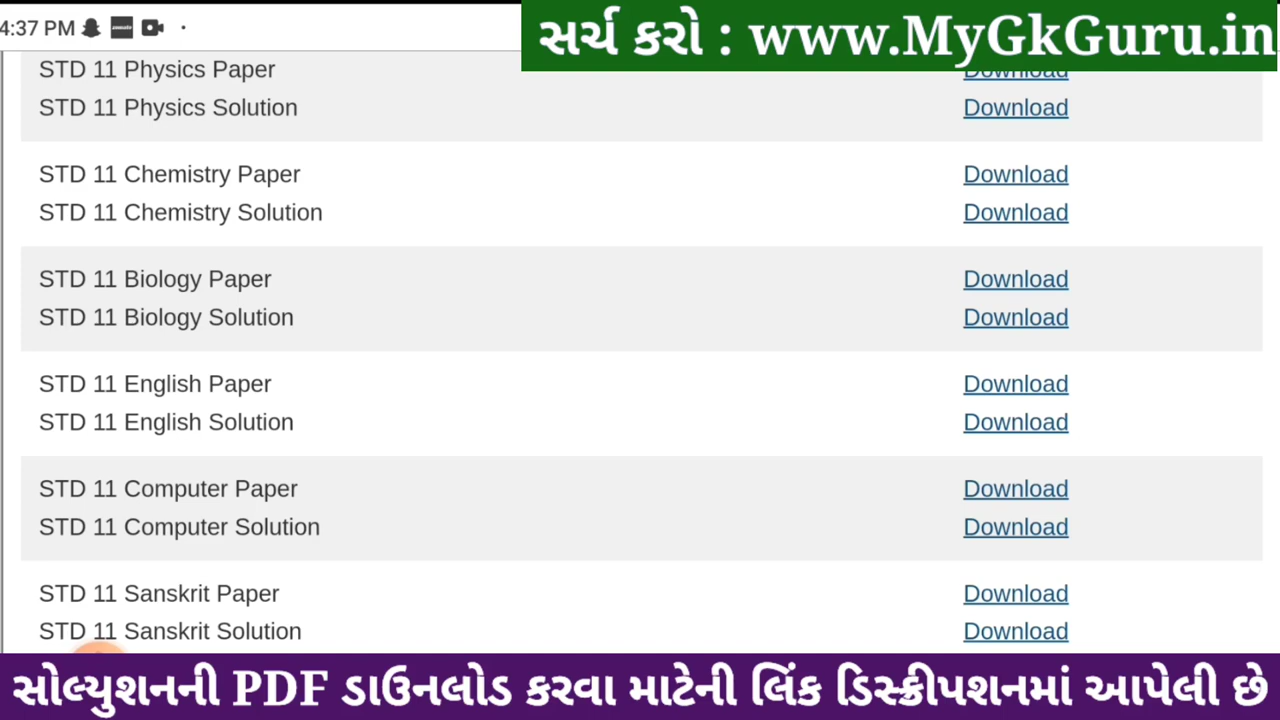 4:37 PM
સર્ચ કરો : www.MyGkGuru.in
STD 11 Physics Paper Download
STD 11 Physics Solution Download
STD 11 Chemistry Paper Download
STD 11 Chemistry Solution Download
STD 11 Biology Paper Download
STD 11 Biology Solution Download
STD 11 English Paper Download
STD 11 English Solution Download
STD 11 Computer Paper Download
STD 11 Computer Solution Download
STD 11 Sanskrit Paper Download
STD 11 Sanskrit Solution Download
સોલ્યુશનની PDF ડાઉનલોડ કરવા માટેની લિંક ડિસ્ક્રીપશનમાં આપેલી છે